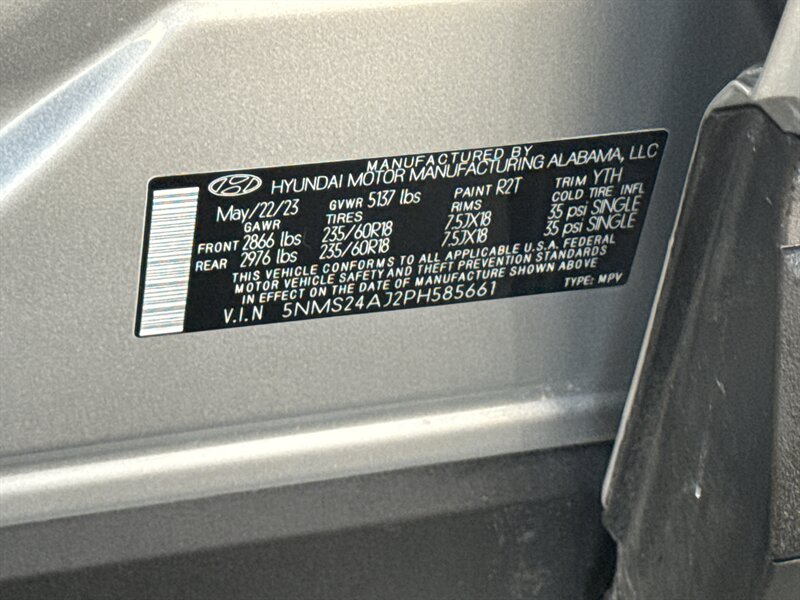 MANUFACTURED BY
HYUNDAI MOTOR MANUFACTURING ALABAMA, LLC
May/22/23 GVWR 5137 lbs PAINT R2T TRIM YTH
GAWR TIRES RIMS COLD TIRE INFL
FRONT 2866 lbs 235/60R18 7.5JX18 35 psi SINGLE
REAR 2976 lbs 235/60R18 7.5JX18 35 psi SINGLE
THIS VEHICLE CONFORMS TO ALL APPLICABLE U.S.A. FEDERAL
MOTOR VEHICLE SAFETY AND THEFT PREVENTION STANDARDS
IN EFFECT ON THE DATE OF MANUFACTURE SHOWN ABOVE
V.I.N 5NMS24AJ2PH585661 TYPE: MPV